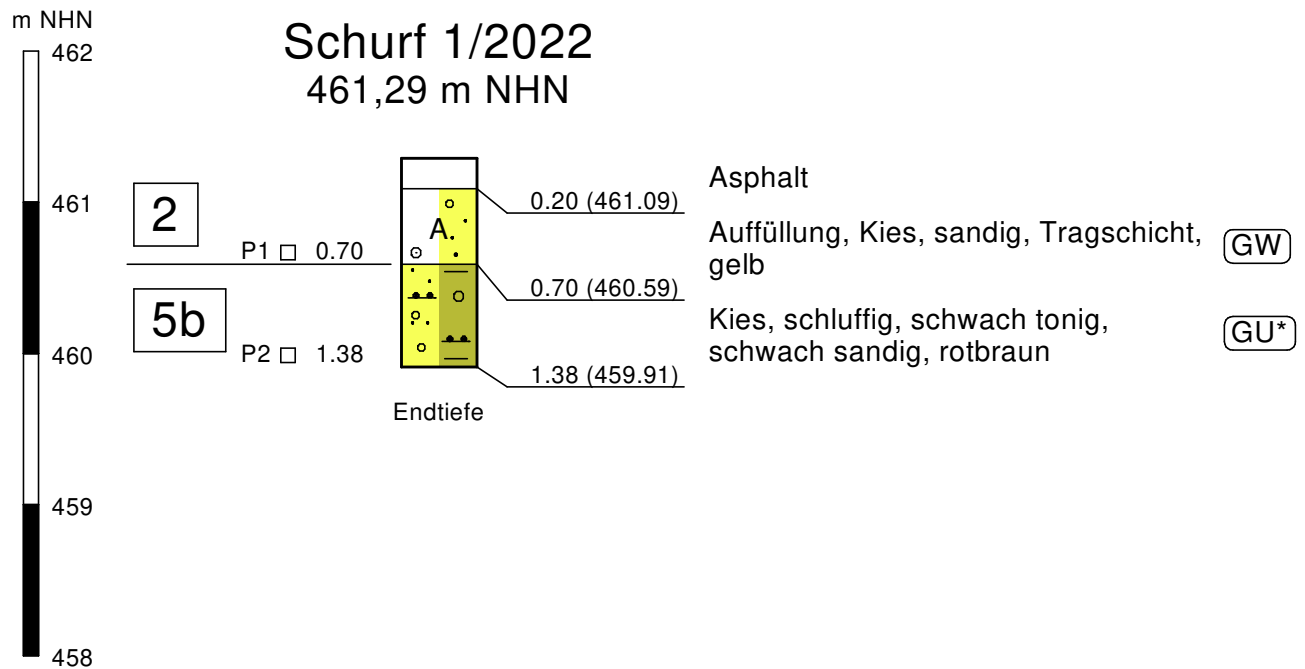 m NHN
462
461
460
459
458
Schurf 1/2022
461,29 m NHN
2
P1 0.70
5b
P2 1.38
A
Endtiefe
0.20 (461.09)
Asphalt
0.70 (460.59)
Auffüllung, Kies, sandig, Tragschicht,
gelb
GW
1.38 (459.91)
Kies, schluffig, schwach tonig,
schwach sandig, rotbraun
GU*